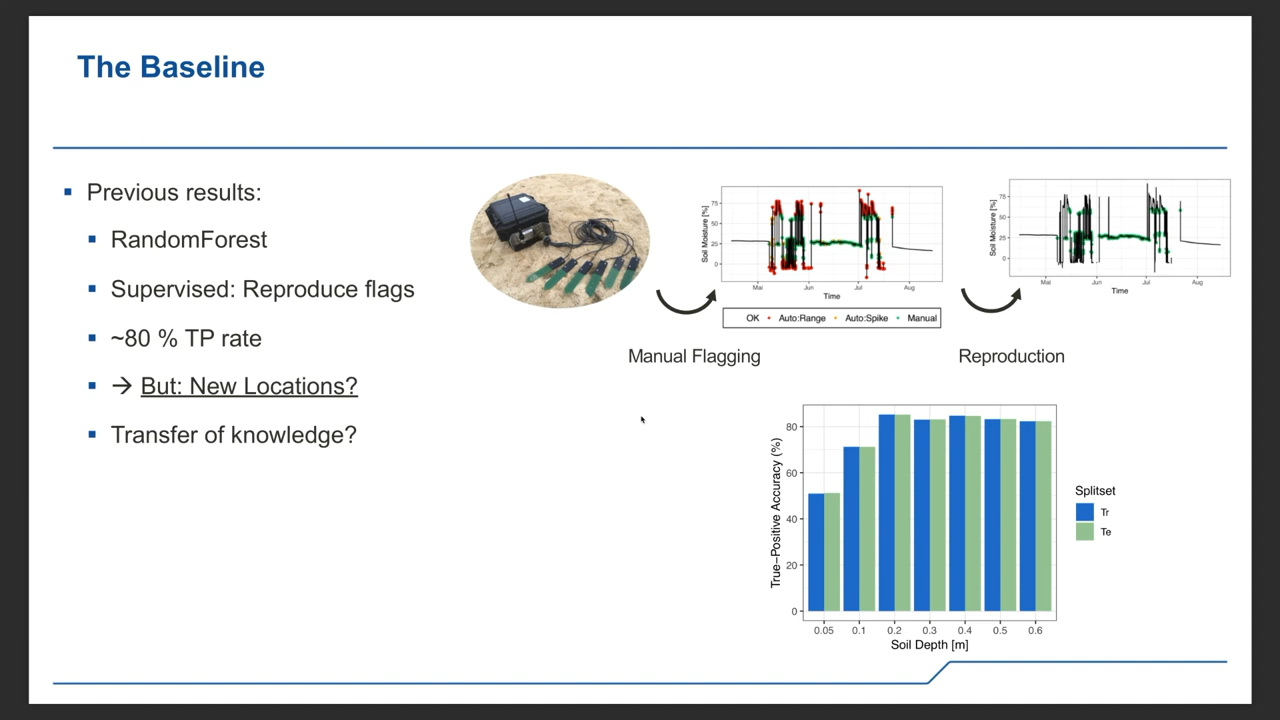 The Baseline
▪ Previous results:
▪ RandomForest
▪ Supervised: Reproduce flags
▪ ~80 % TP rate
▪ → But: New Locations?
▪ Transfer of knowledge?
Soil Moisture [%]
75
50
25
0
Mai Jun Jul Aug
Time
OK Auto:Range Auto:Spike Manual
Manual Flagging
Soil Moisture [%]
75
50
25
0
Mai Jun Jul Aug
Time
Reproduction
True−Positive Accuracy (%)
80
60
40
20
0
0.05 0.1 0.2 0.3 0.4 0.5 0.6
Soil Depth [m]
Splitset
Tr
Te